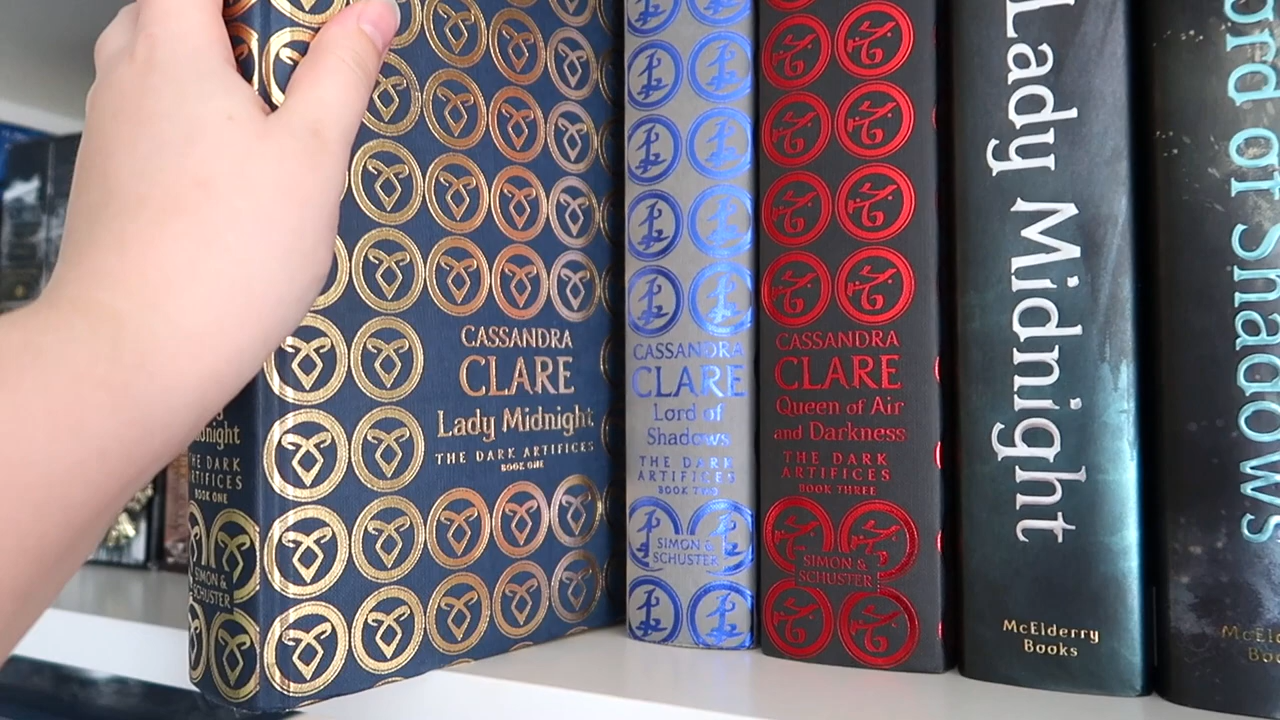 CASSANDRA
CLARE
Lady Midnight
THE DARK ARTIFICES
BOOK ONE
THE DARK
ARTIFICES
BOOK ONE
SIMON &
SCHUSTER
CASSANDRA
CLARE
Lord of
Shadows
THE DARK
ARTIFICES
BOOK TWO
SIMON &
SCHUSTER
CASSANDRA
CLARE
Queen of Air
and Darkness
THE DARK
ARTIFICES
BOOK THREE
SIMON &
SCHUSTER
Lady Midnight
McElderry
Books
of Shadows